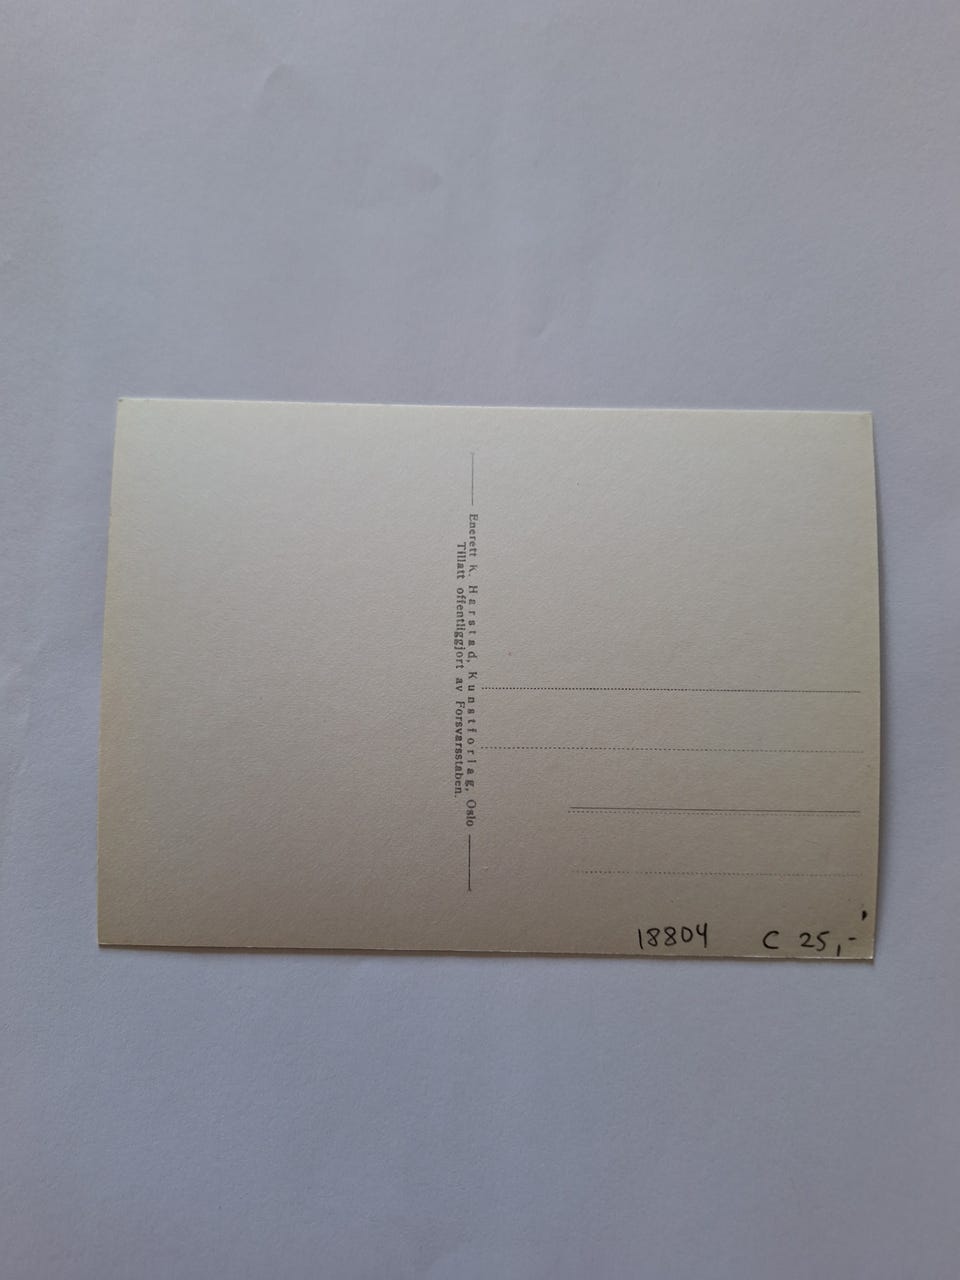 Enerett K. Harstad, Kunstforlag, Oslo
Tillatt offentliggjort av Forsvarsstaben.
18804 C 25,-